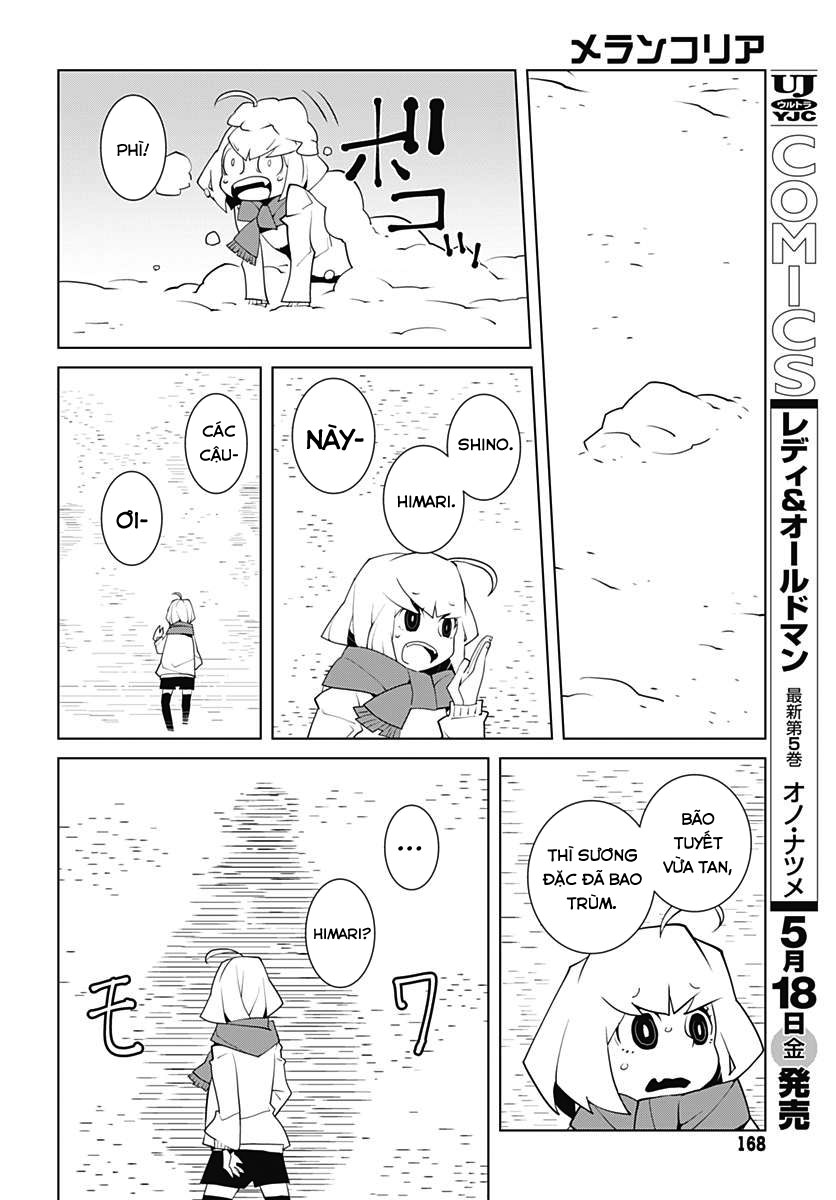 メランコリア
UJ
ウルトラ
YJC
COMICS
レディ&オールドマン
最新第5巻
オノ・ナツメ
5月18日(金)発売
PHÌ!
ボコ
SHINO.
HIMARI.
NÀY-
CÁC
CẬU-
ƠI-
BÃO
TUYẾT
VỪA TAN,
THÌ SƯƠNG
ĐẶC ĐÃ BAO
TRÙM.
...
HIMARI?
モワ
168